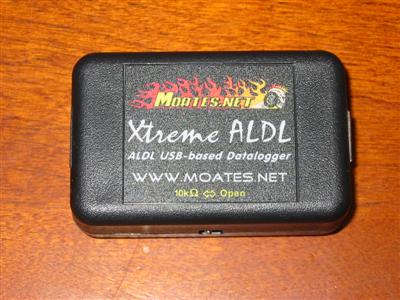 MOATES.NET
Xtreme ALDL
ALDL USB-based Datalogger
WWW.MOATES.NET
10kΩ ⇔ Open